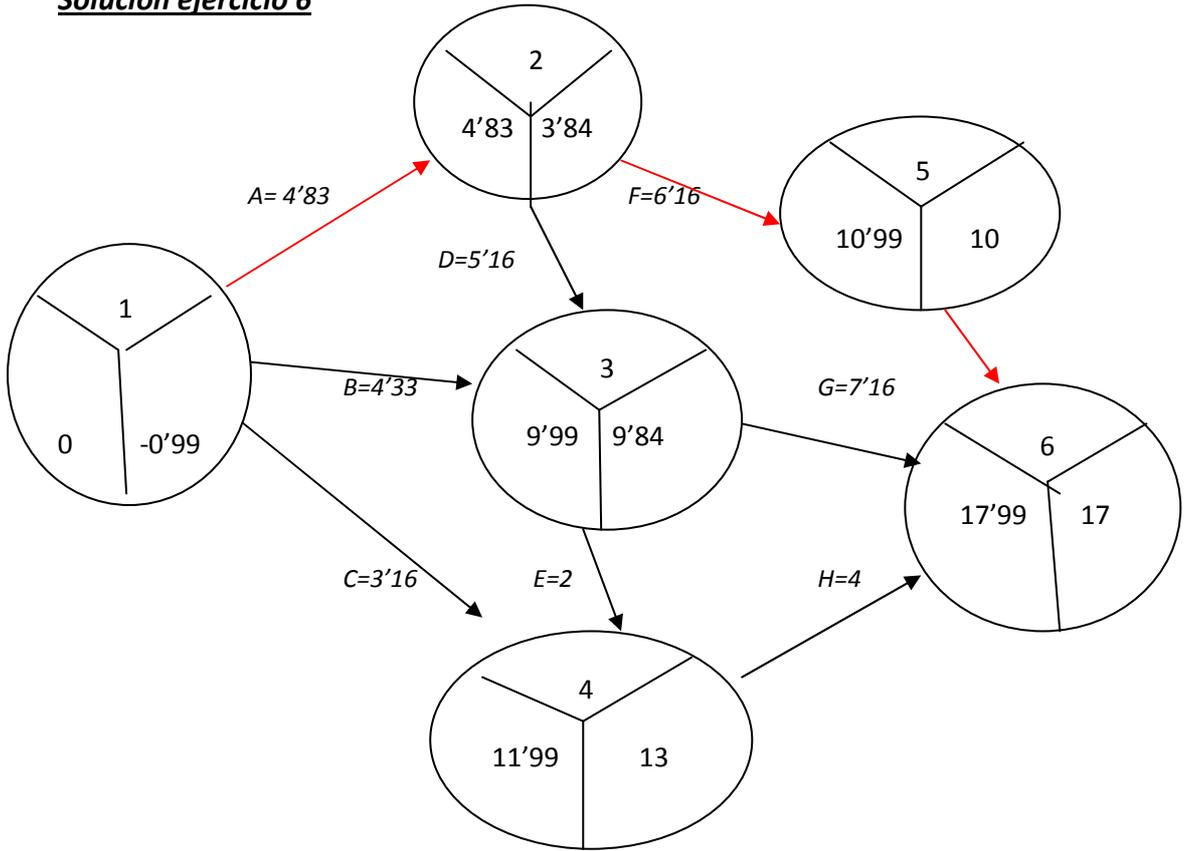 Solución ejercicio 6
2
4'83 3'84
A= 4'83
F=6'16
5
10'99 10
D=5'16
1
0 -0'99
B=4'33
3
9'99 9'84
G=7'16
6
17'99 17
C=3'16
E=2
H=4
4
11'99 13